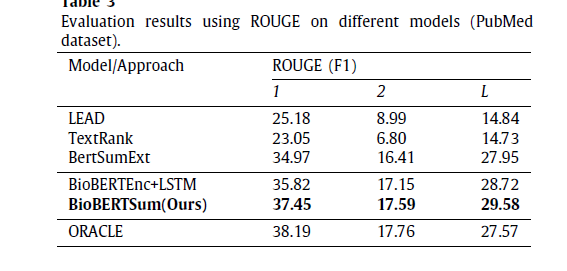 Table 3
Evaluation results using ROUGE on different models (PubMed
dataset).
Model/Approach ROUGE (F1)
1 2 L
LEAD 25.18 8.99 14.84
TextRank 23.05 6.80 14.73
BertSumExt 34.97 16.41 27.95
BioBERTEnc+LSTM 35.82 17.15 28.72
BioBERTSum(Ours) 37.45 17.59 29.58
ORACLE 38.19 17.76 27.57